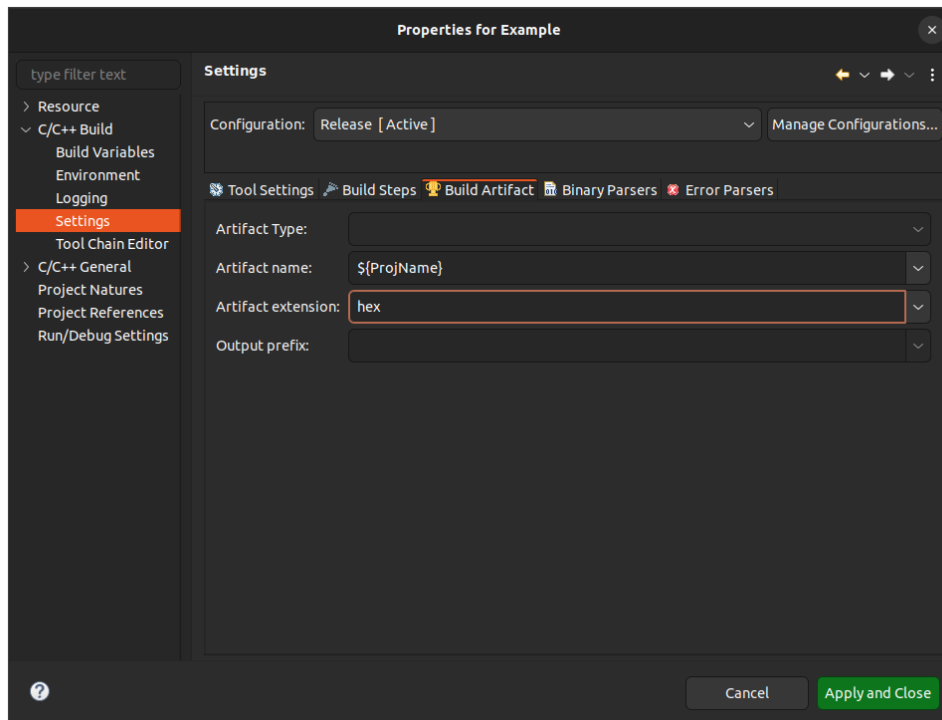 Properties for Example
type filter text
Resource
C/C++ Build
Build Variables
Environment
Logging
Settings
Tool Chain Editor
C/C++ General
Project Natures
Project References
Run/Debug Settings
Settings
Configuration: Release [ Active ] Manage Configurations...
Tool Settings Build Steps Build Artifact Binary Parsers Error Parsers
Artifact Type:
Artifact name: ${ProjName}
Artifact extension: hex
Output prefix:
Cancel Apply and Close